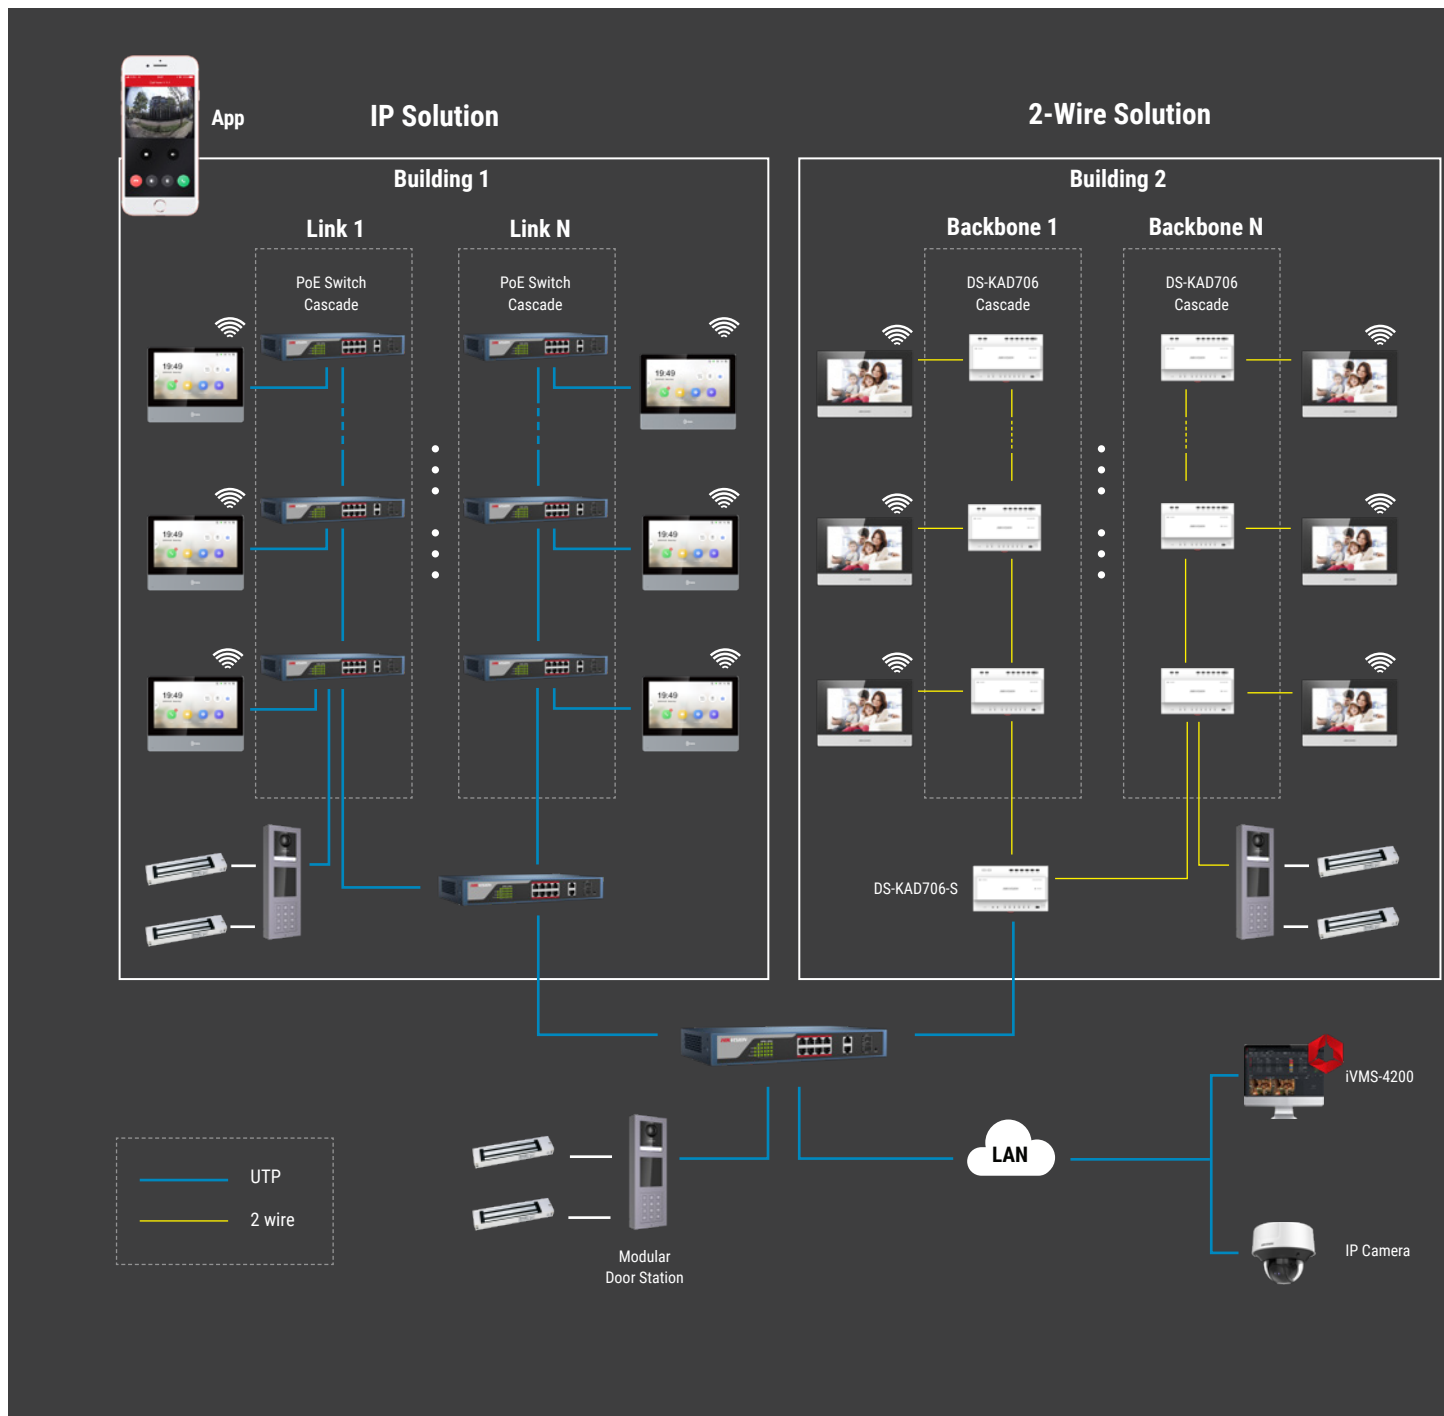 App
IP Solution
2-Wire Solution
Building 1
Building 2
Link 1
Link N
Backbone 1
Backbone N
PoE Switch
Cascade
PoE Switch
Cascade
DS-KAD706
Cascade
DS-KAD706
Cascade
19:49
19:49
19:49
19:49
19:49
19:49
DS-KAD706-S
HIKVISION
iVMS-4200
LAN
UTP
2 wire
IP Camera
Modular
Door Station